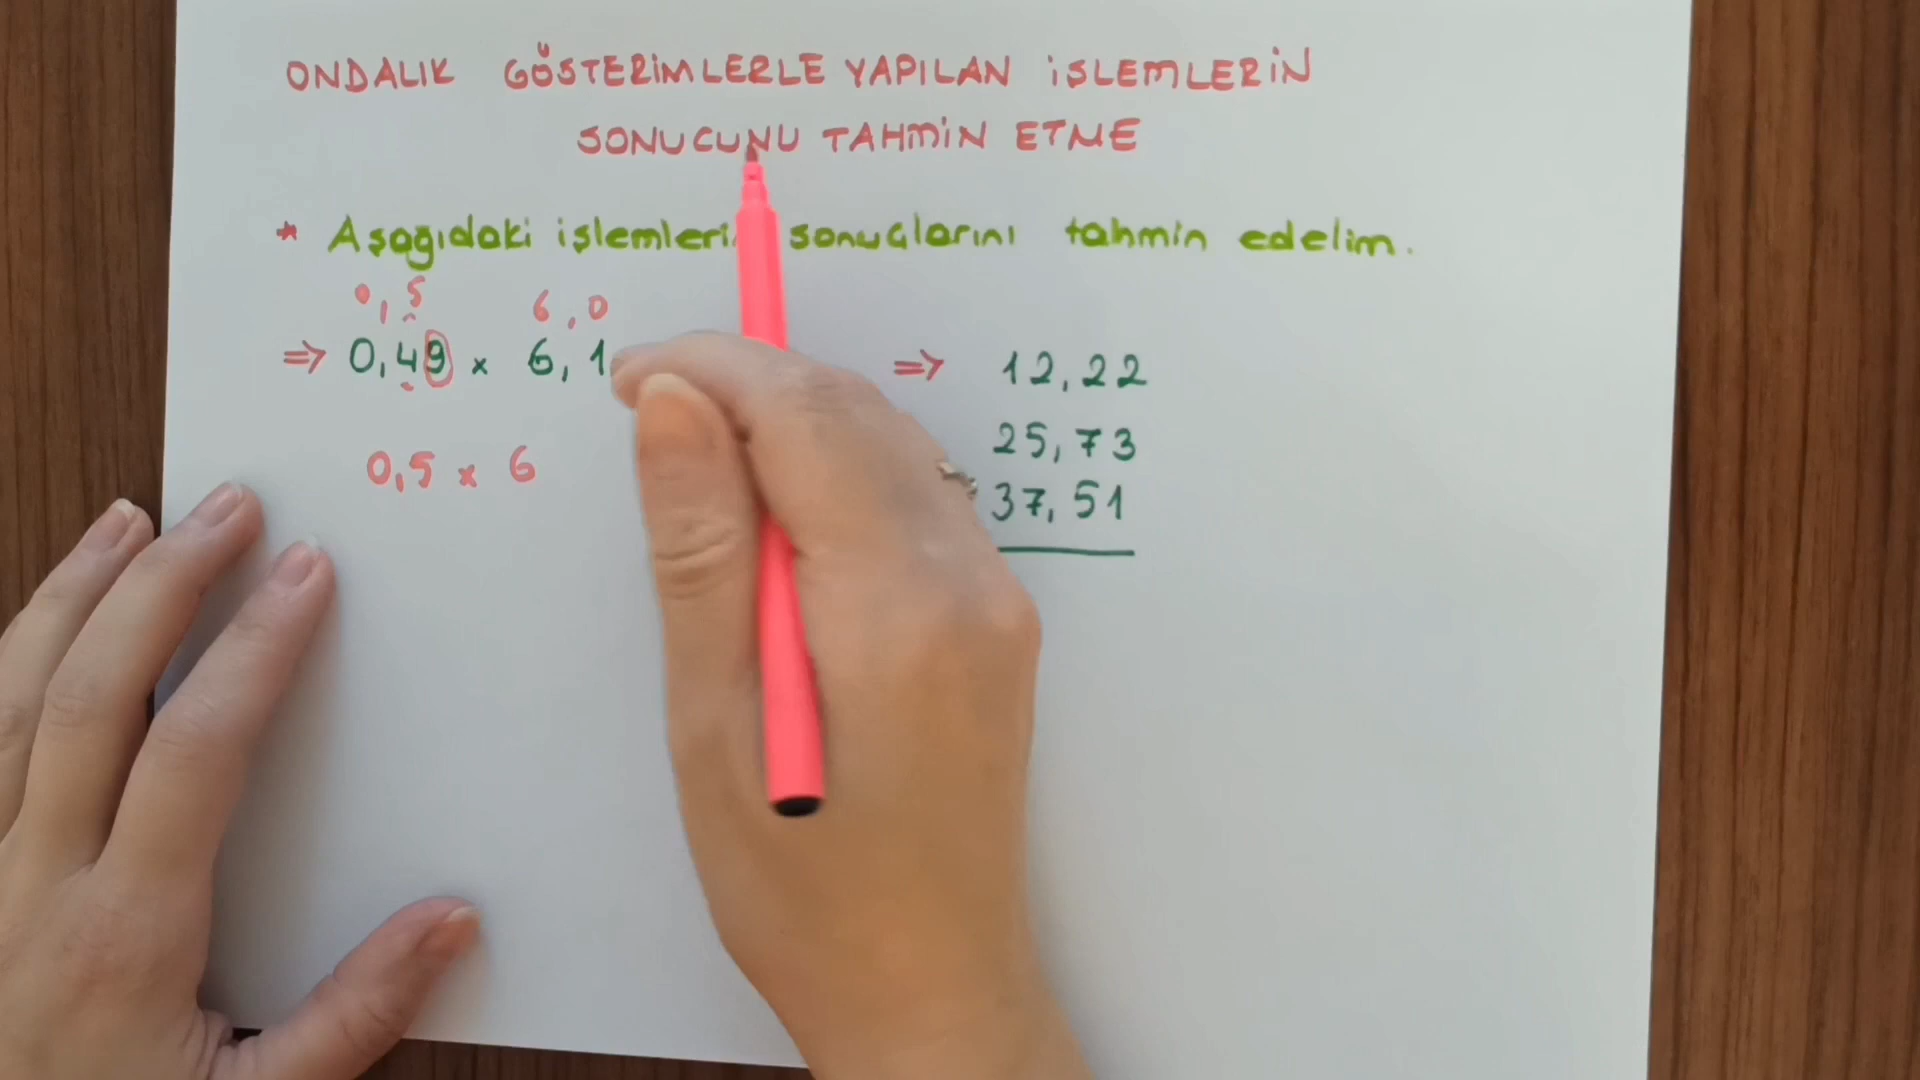 ONDALIK GÖSTERİMLERLE YAPILAN İŞLEMLERİN
SONUCUNU TAHMİN ETME
* Aşağıdaki işlemleri sonuçlarını tahmin edelim.
0,5 6,0
⇒ 0,49 x 6,1
0,5 x 6
⇒ 12,22
25,73
37,51